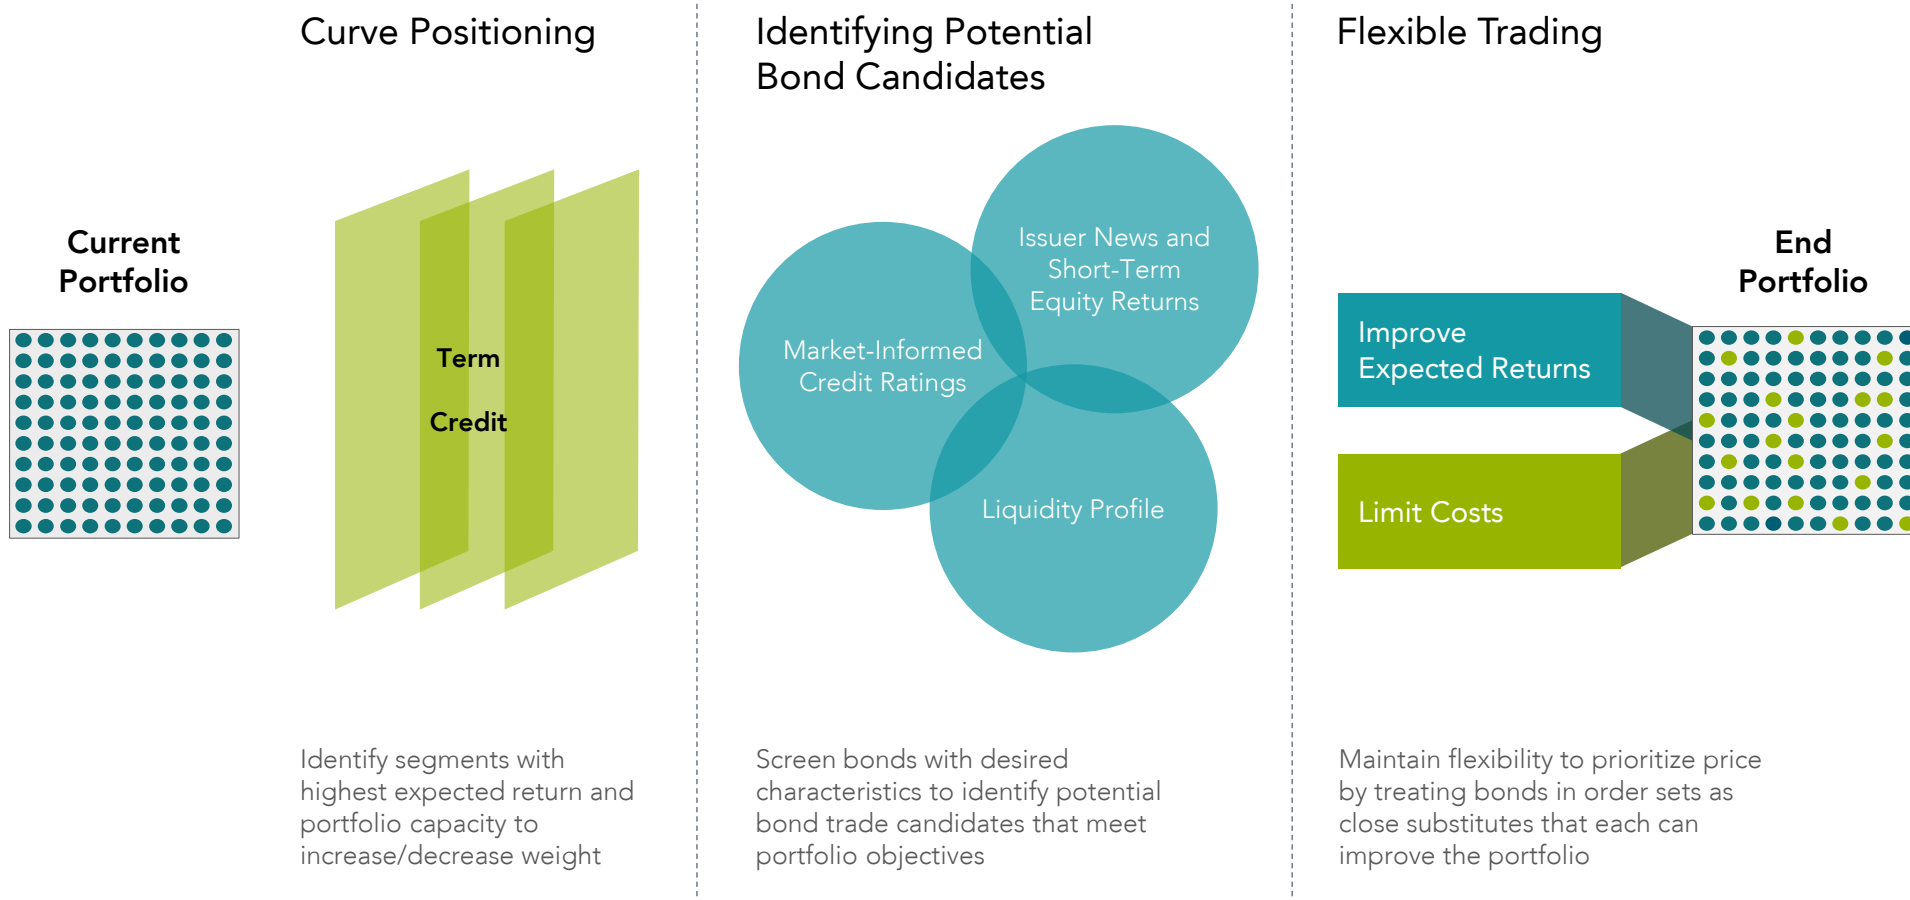 Curve Positioning
Identifying Potential
Bond Candidates
Flexible Trading
Current
Portfolio
Term
Credit
Issuer News and
Short-Term
Equity Returns
Market-Informed
Credit Ratings
Liquidity Profile
Improve
Expected Returns
Limit Costs
End
Portfolio
Identify segments with
highest expected return and
portfolio capacity to
increase/decrease weight
Screen bonds with desired
characteristics to identify potential
bond trade candidates that meet
portfolio objectives
Maintain flexibility to prioritize price
by treating bonds in order sets as
close substitutes that each can
improve the portfolio